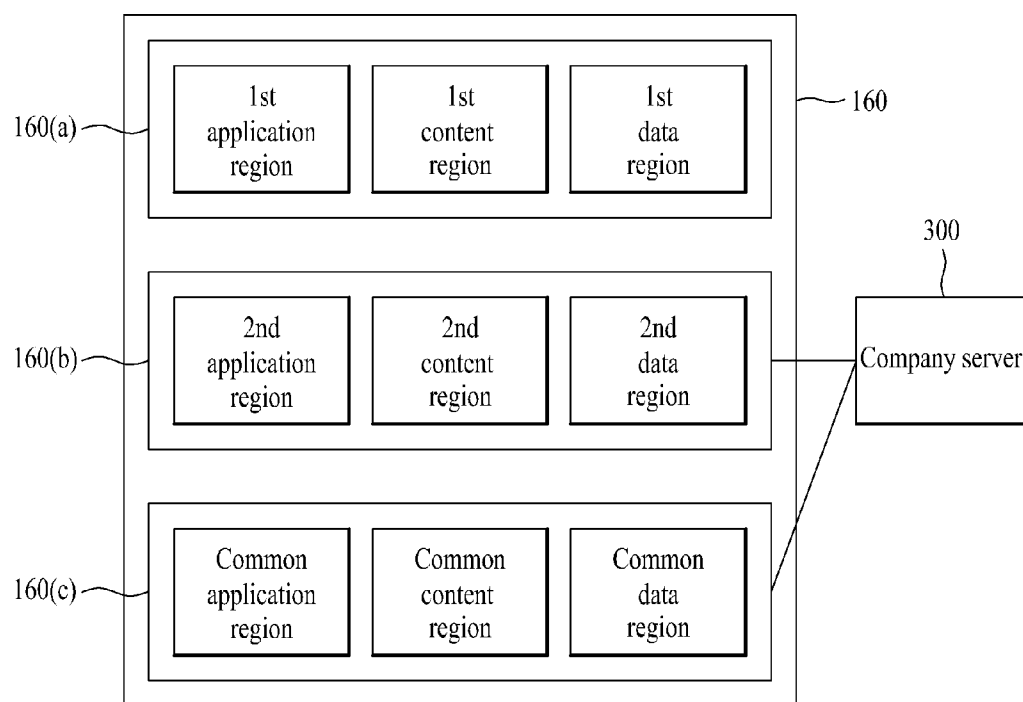 1st
application
region
1st
content
region
1st
data
region
160(a)
160
300
2nd
application
region
2nd
content
region
2nd
data
region
160(b)
Company server
Common
application
region
Common
content
region
Common
data
region
160(c)